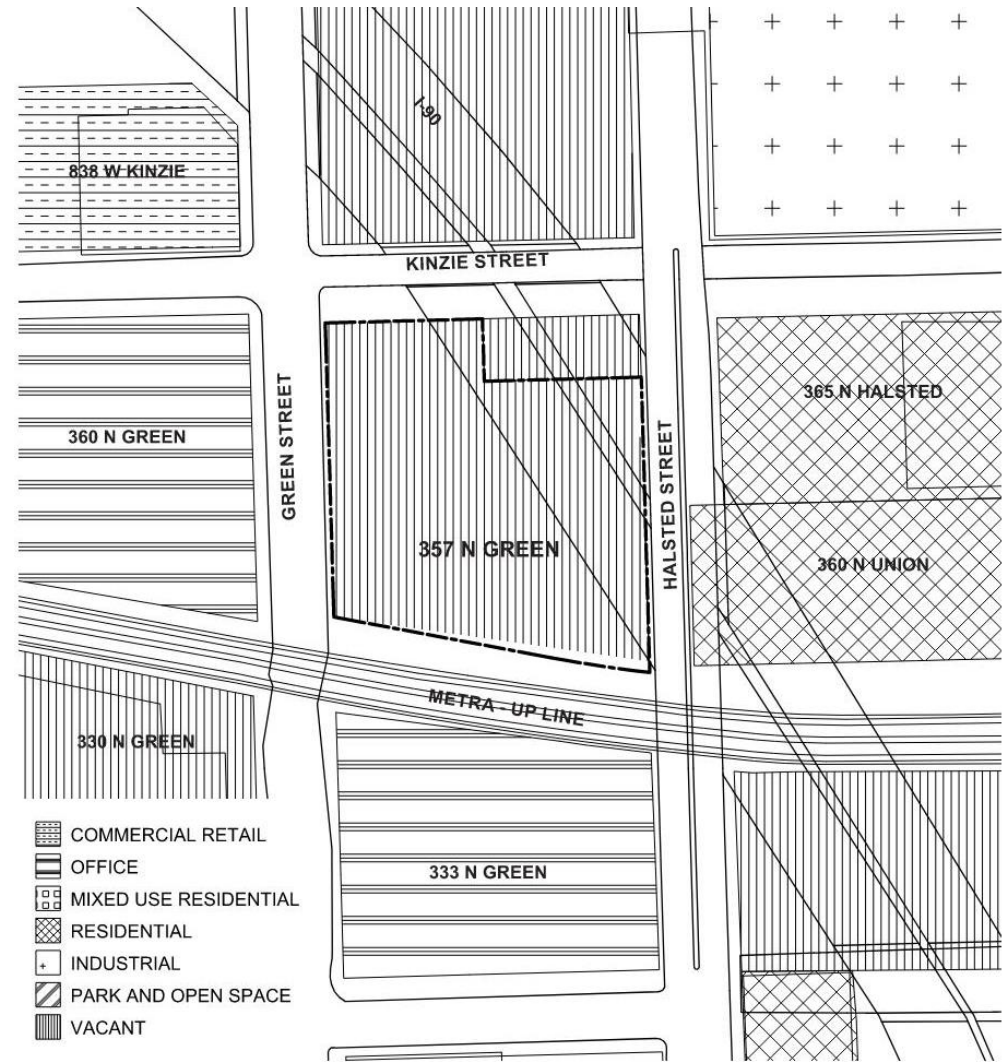 I-90
838 W KINZIE
KINZIE STREET
GREEN STREET
360 N GREEN
365 N HALSTED
HALSTED STREET
357 N GREEN
360 N UNION
METRA - UP LINE
330 N GREEN
333 N GREEN
COMMERCIAL RETAIL
OFFICE
MIXED USE RESIDENTIAL
RESIDENTIAL
INDUSTRIAL
PARK AND OPEN SPACE
VACANT